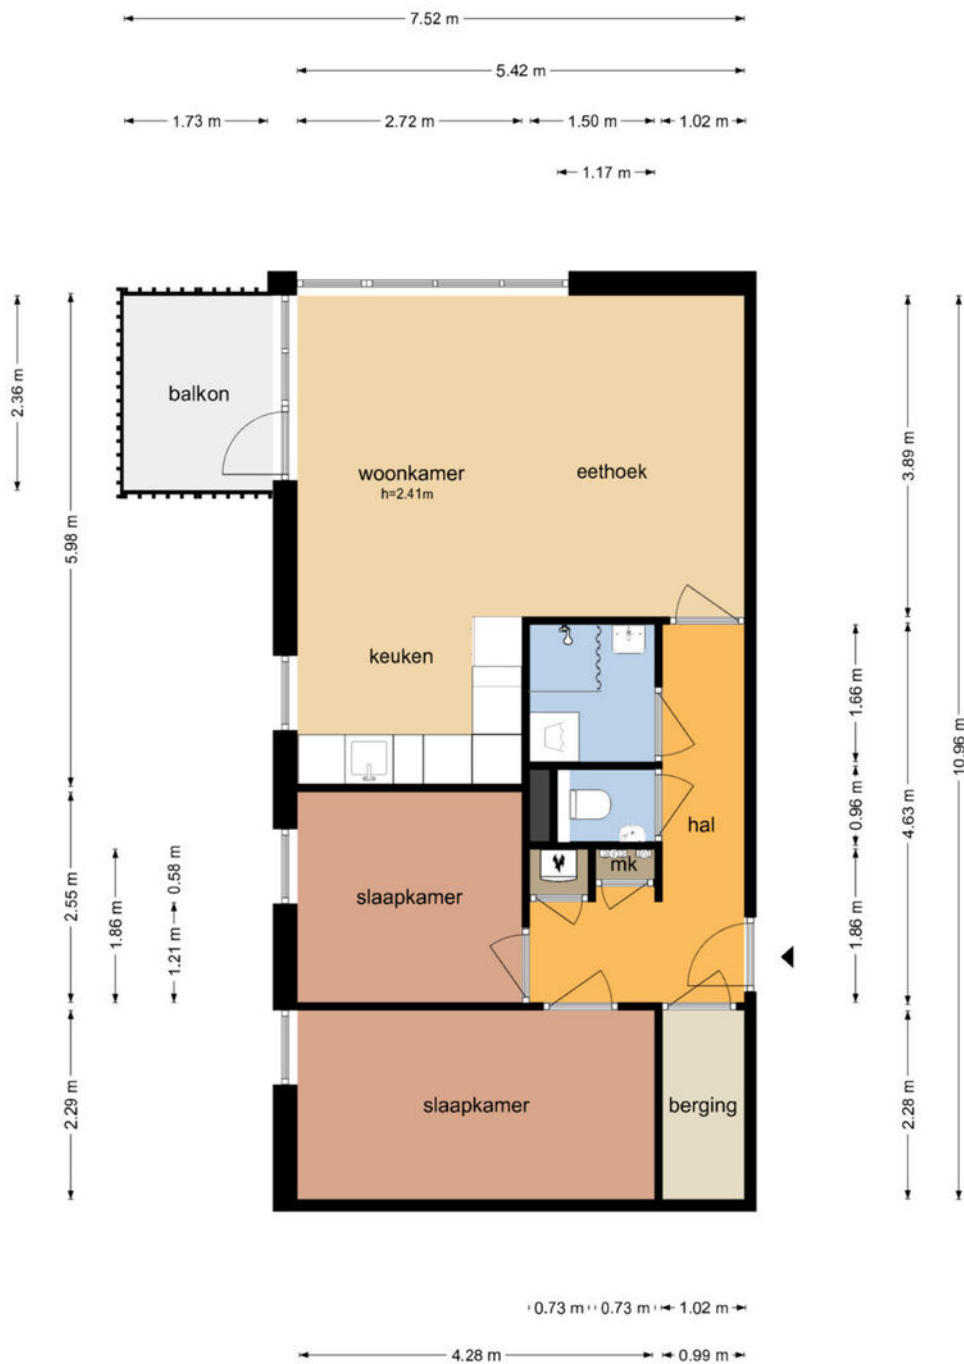 7.52 m
5.42 m
1.73 m
2.72 m
1.50 m
1.02 m
1.17 m
balkon
woonkamer
h=2.41m
eethoek
keuken
hal
mk
slaapkamer
slaapkamer
berging
2.36 m
5.98 m
2.55 m
1.86 m
1.21 m
0.58 m
2.29 m
3.89 m
1.66 m
0.96 m
1.86 m
4.63 m
2.28 m
10.96 m
0.73 m
0.73 m
1.02 m
4.28 m
0.99 m